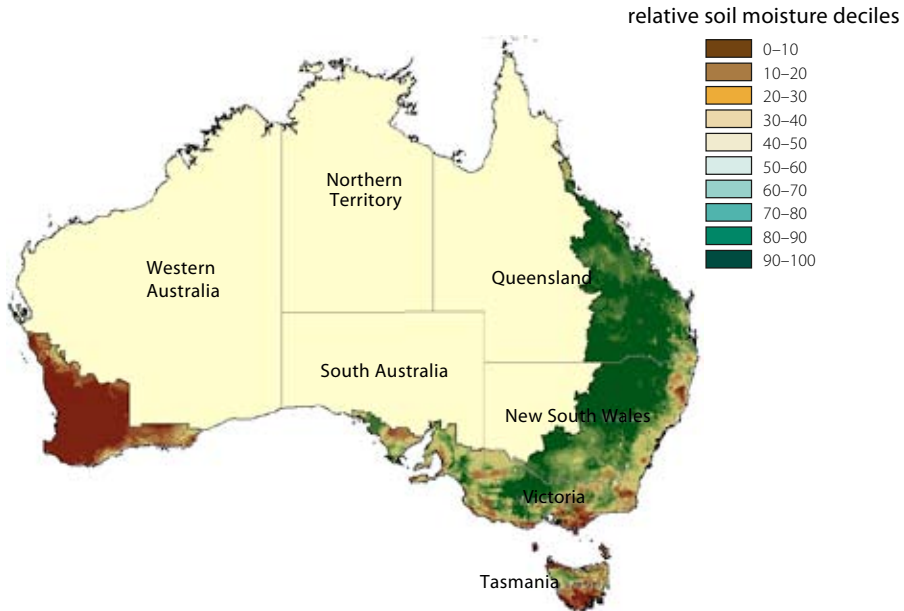 relative soil moisture deciles
0–10
10–20
20–30
30–40
40–50
50–60
60–70
70–80
80–90
90–100
Northern
Territory
Western
Australia
Queensland
South Australia
New South Wales
Victoria
Tasmania